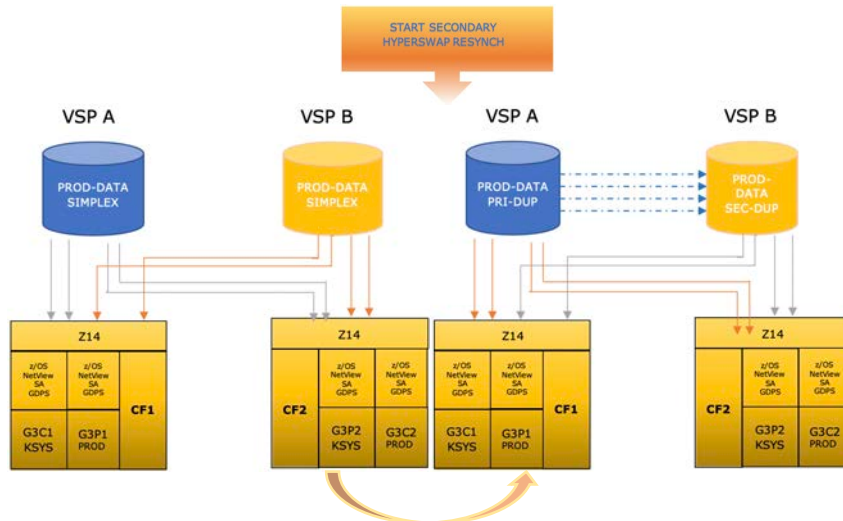 START SECONDARY
HYPERSWAP RESYNCH
VSP A
VSP B
VSP A
VSP B
PROD-DATA
SIMPLEX
PROD-DATA
SIMPLEX
PROD-DATA
PRI-DUP
PROD-
DATA
SEC-DUP
Z14
z/OS
NetView
SA
GDPS
z/OS
NetView
SA
GDPS
CF1
G3C1
KSYS
G3P1
PROD
Z14
CF2
z/OS
NetView
SA
GDPS
z/OS
NetView
SA
GDPS
G3P2
KSYS
G3C2
PROD
Z14
z/OS
NetView
SA
GDPS
z/OS
NetView
SA
GDPS
CF1
G3C1
KSYS
G3P1
PROD
Z14
CF2
z/OS
NetView
SA
GDPS
z/OS
NetView
SA
GDPS
G3P2
KSYS
G3C2
PROD